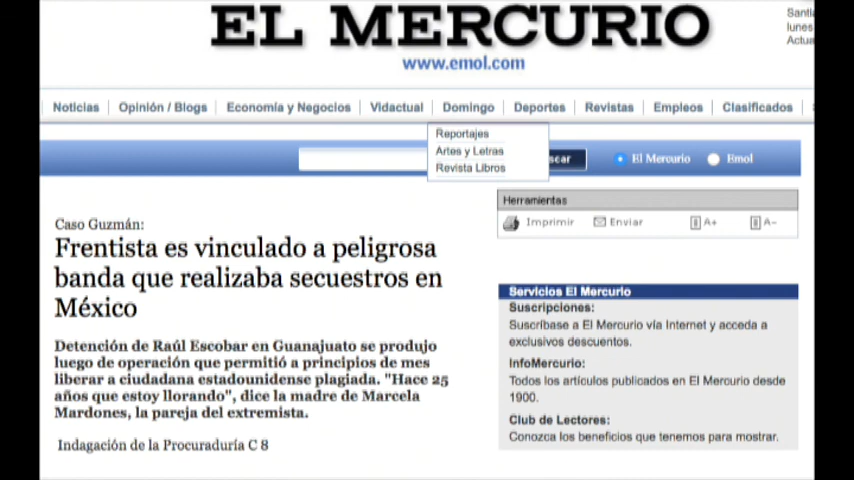 EL MERCURIO
www.emol.com
Santi
lunes
Actua
Noticias
Opinión / Blogs
Economía y Negocios
Vidactual
Domingo
Deportes
Revistas
Empleos
Clasificados
Reportajes
Artes y Letras
Revista Libros
scar
El Mercurio
Emol
Herramientas
Imprimir
Enviar
A+
A-
Caso Guzmán:
Frentista es vinculado a peligrosa
banda que realizaba secuestros en
México
Detención de Raúl Escobar en Guanajuato se produjo
luego de operación que permitió a principios de mes
liberar a ciudadana estadounidense plagiada. "Hace 25
años que estoy llorando", dice la madre de Marcela
Mardones, la pareja del extremista.
Indagación de la Procuraduría C 8
Servicios El Mercurio
Suscripciones:
Suscríbase a El Mercurio vía Internet y acceda a
exclusivos descuentos.
InfoMercurio:
Todos los artículos publicados en El Mercurio desde
1900.
Club de Lectores:
Conozca los beneficios que tenemos para mostrar.